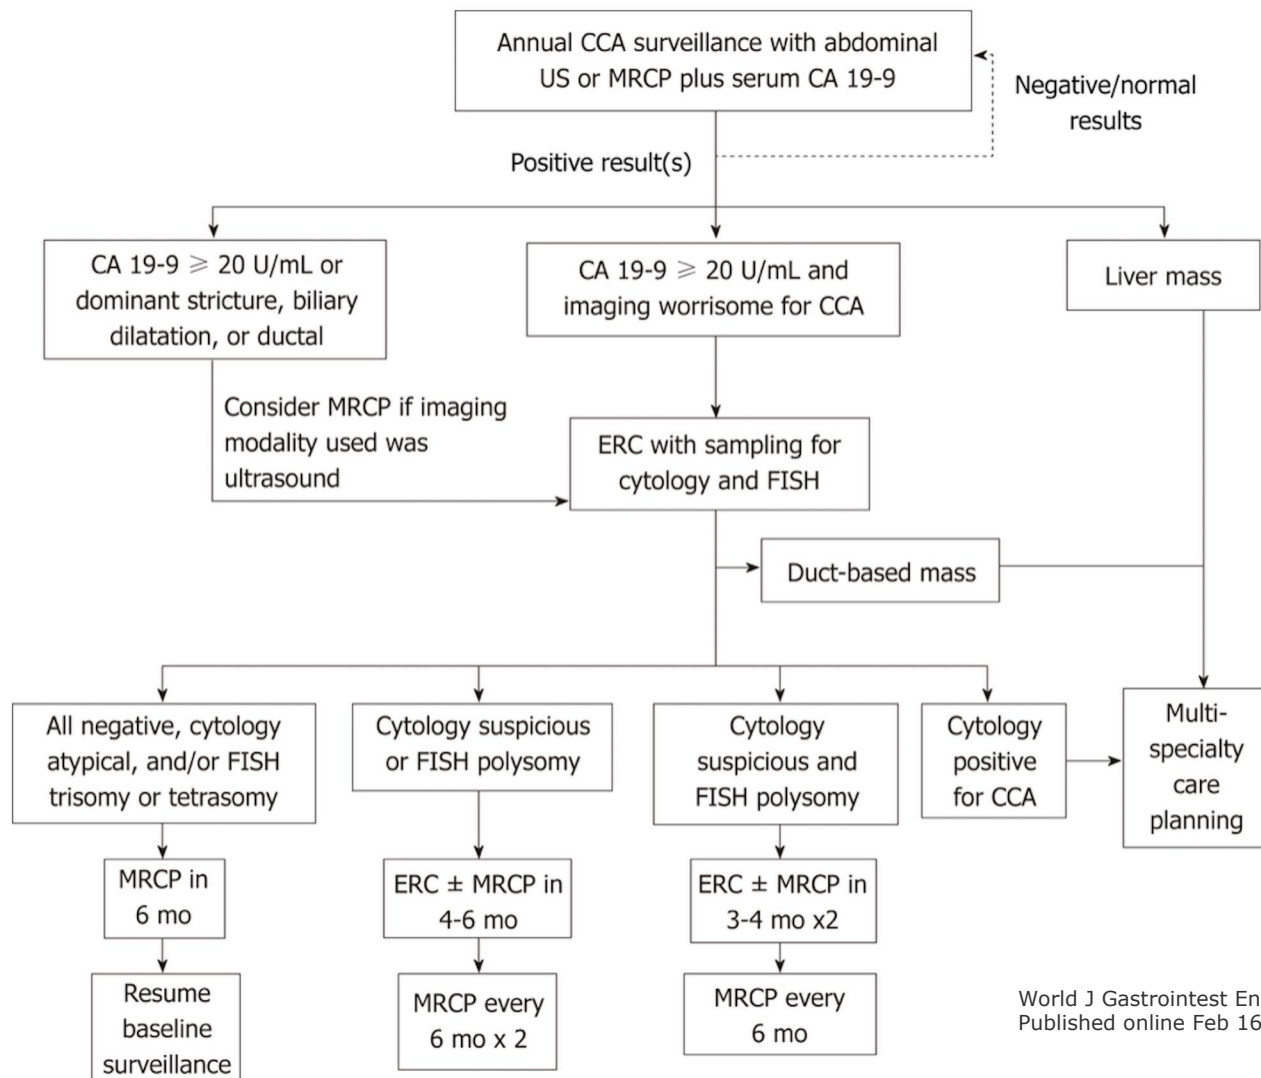 Annual CCA surveillance with abdominal
US or MRCP plus serum CA 19-9
Negative/normal
results
Positive result(s)
CA 19-9 ⩾ 20 U/mL or
dominant stricture, biliary
dilatation, or ductal
CA 19-9 ⩾ 20 U/mL and
imaging worrisome for CCA
Liver mass
Consider MRCP if imaging
modality used was
ultrasound
ERC with sampling for
cytology and FISH
Duct-based mass
All negative, cytology
atypical, and/or FISH
trisomy or tetrasomy
Cytology suspicious
or FISH polysomy
Cytology
suspicious and
FISH polysomy
Cytology
positive
for CCA
Multi-
specialty
care
planning
MRCP in
6 mo
ERC ± MRCP in
4-6 mo
ERC ± MRCP in
3-4 mo x2
Resume
baseline
surveillance
MRCP every
6 mo x 2
MRCP every
6 mo
World J Gastrointest En
Published online Feb 16